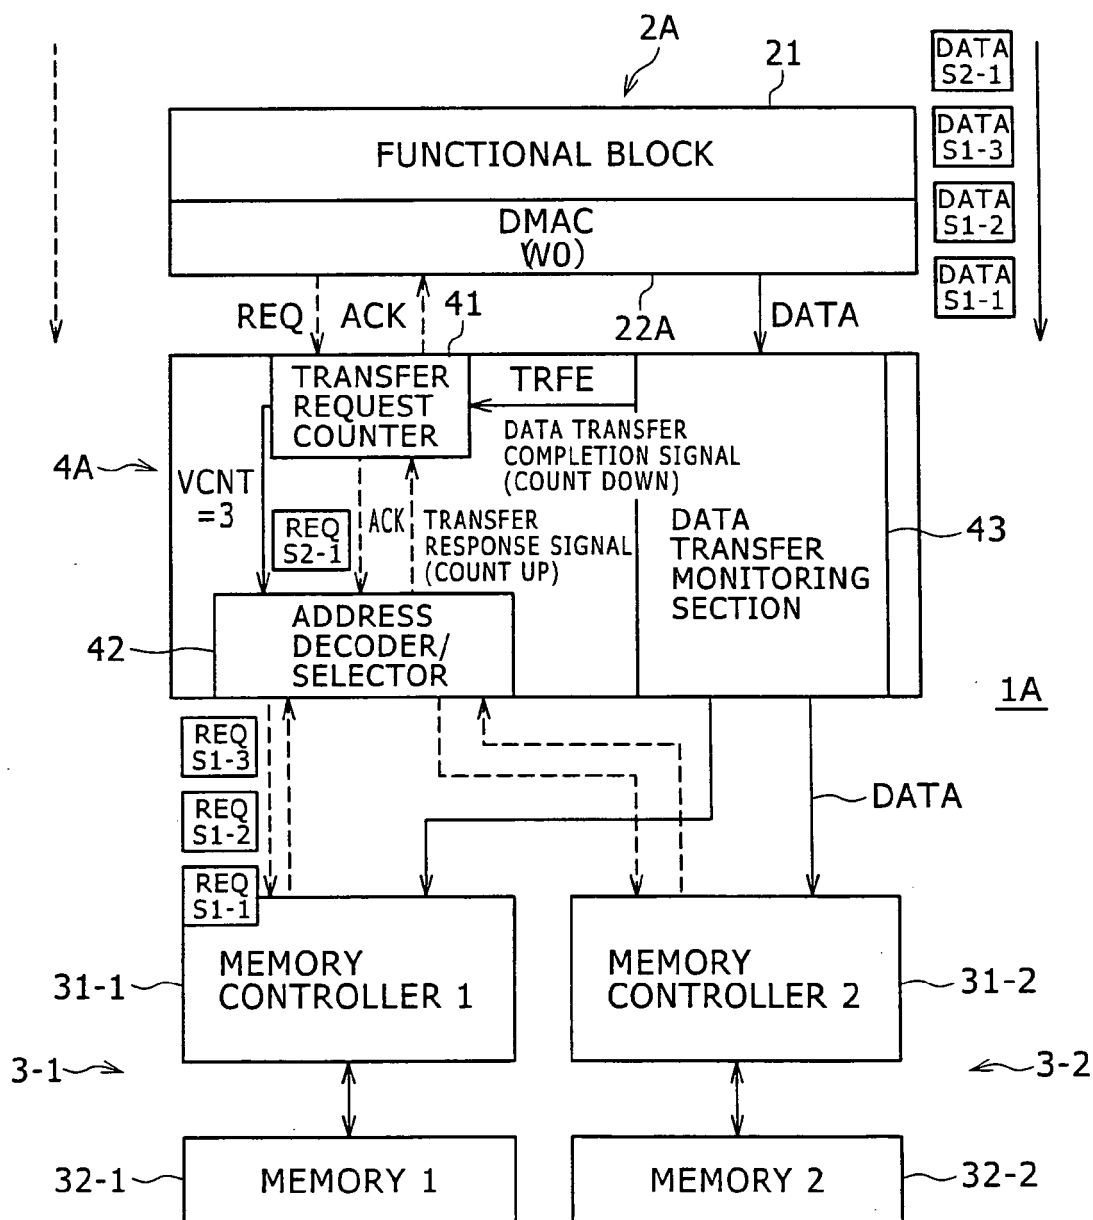 2A
21
DATA
S2-1
FUNCTIONAL BLOCK
DATA
S1-3
DMAC
(W0)
DATA
S1-2
DATA
S1-1
REQ
ACK
41
22A
DATA
TRANSFER
REQUEST
COUNTER
TRFE
DATA TRANSFER
COMPLETION SIGNAL
(COUNT DOWN)
4A
VCNT
=3
REQ
S2-1
ACK
TRANSFER
RESPONSE SIGNAL
(COUNT UP)
DATA
TRANSFER
MONITORING
SECTION
43
42
ADDRESS
DECODER/
SELECTOR
1A
REQ
S1-3
REQ
S1-2
DATA
REQ
S1-1
31-1
MEMORY
CONTROLLER 1
MEMORY
CONTROLLER 2
31-2
3-1
3-2
32-1
MEMORY 1
MEMORY 2
32-2